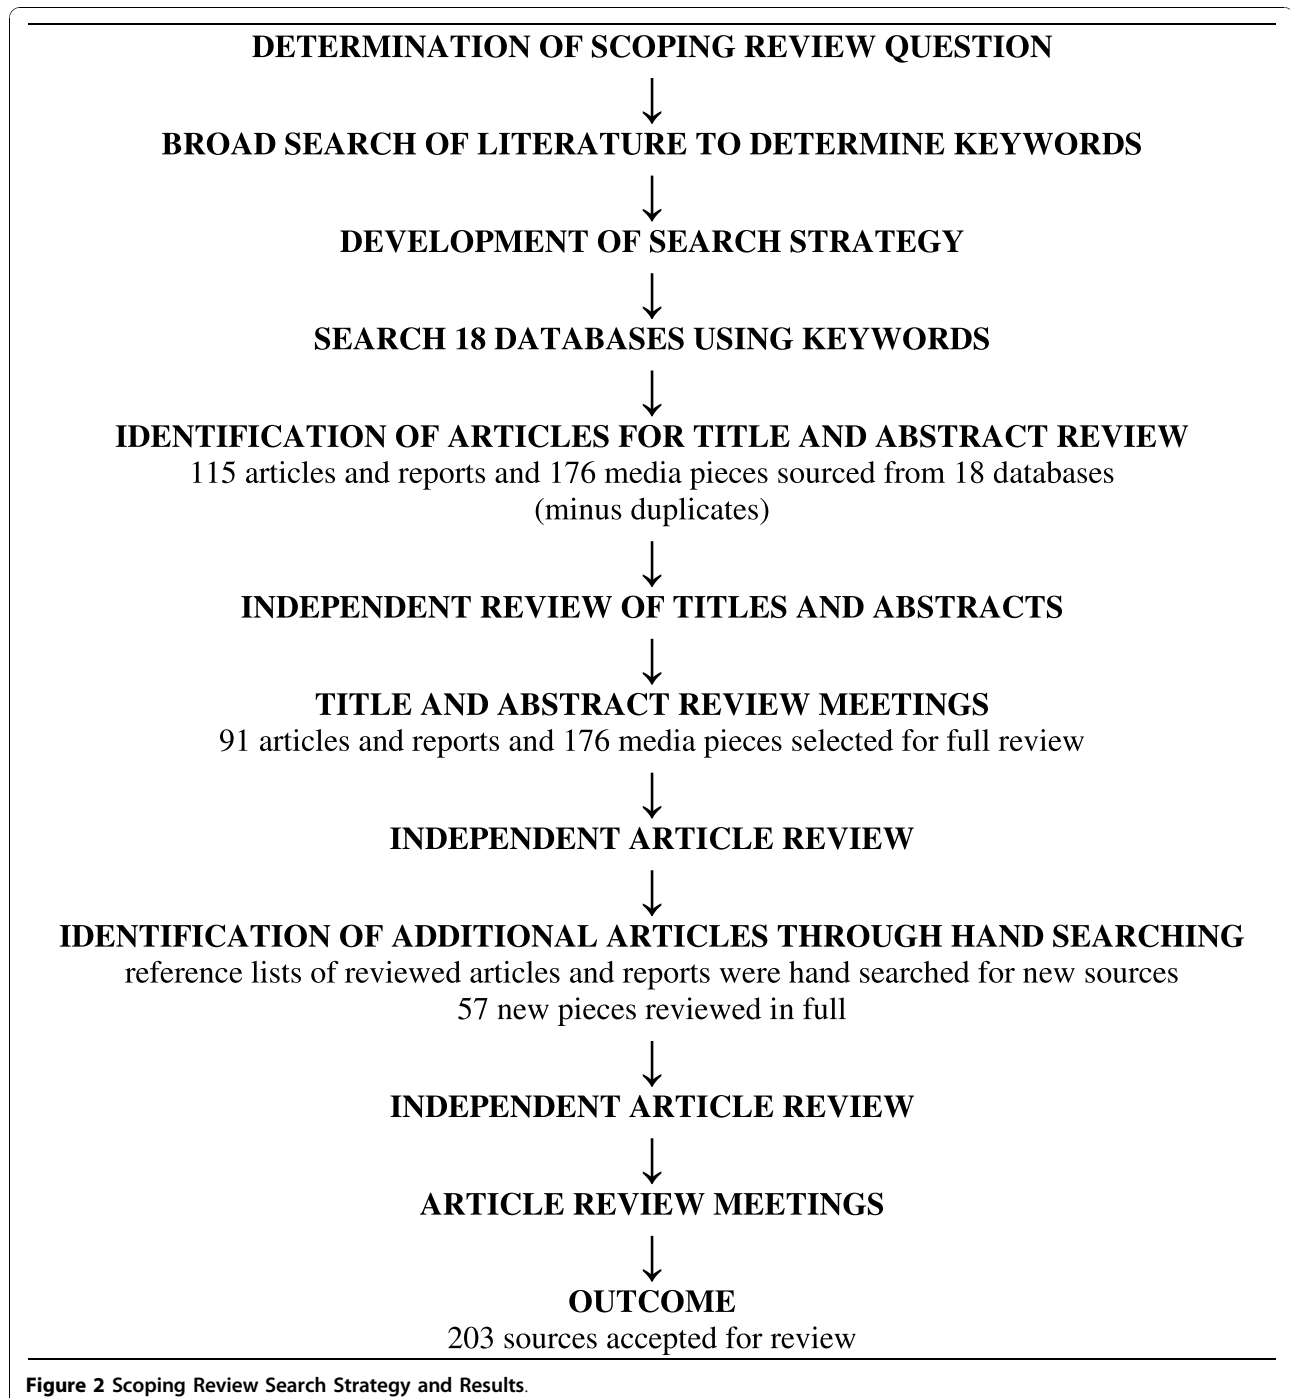 DETERMINATION OF SCOPING REVIEW QUESTION
BROAD SEARCH OF LITERATURE TO DETERMINE KEYWORDS
DEVELOPMENT OF SEARCH STRATEGY
SEARCH 18 DATABASES USING KEYWORDS
IDENTIFICATION OF ARTICLES FOR TITLE AND ABSTRACT REVIEW
115 articles and reports and 176 media pieces sourced from 18 databases
(minus duplicates)
INDEPENDENT REVIEW OF TITLES AND ABSTRACTS
TITLE AND ABSTRACT REVIEW MEETINGS
91 articles and reports and 176 media pieces selected for full review
INDEPENDENT ARTICLE REVIEW
IDENTIFICATION OF ADDITIONAL ARTICLES THROUGH HAND SEARCHING
reference lists of reviewed articles and reports were hand searched for new sources
57 new pieces reviewed in full
INDEPENDENT ARTICLE REVIEW
ARTICLE REVIEW MEETINGS
OUTCOME
203 sources accepted for review
Figure 2 Scoping Review Search Strategy and Results.